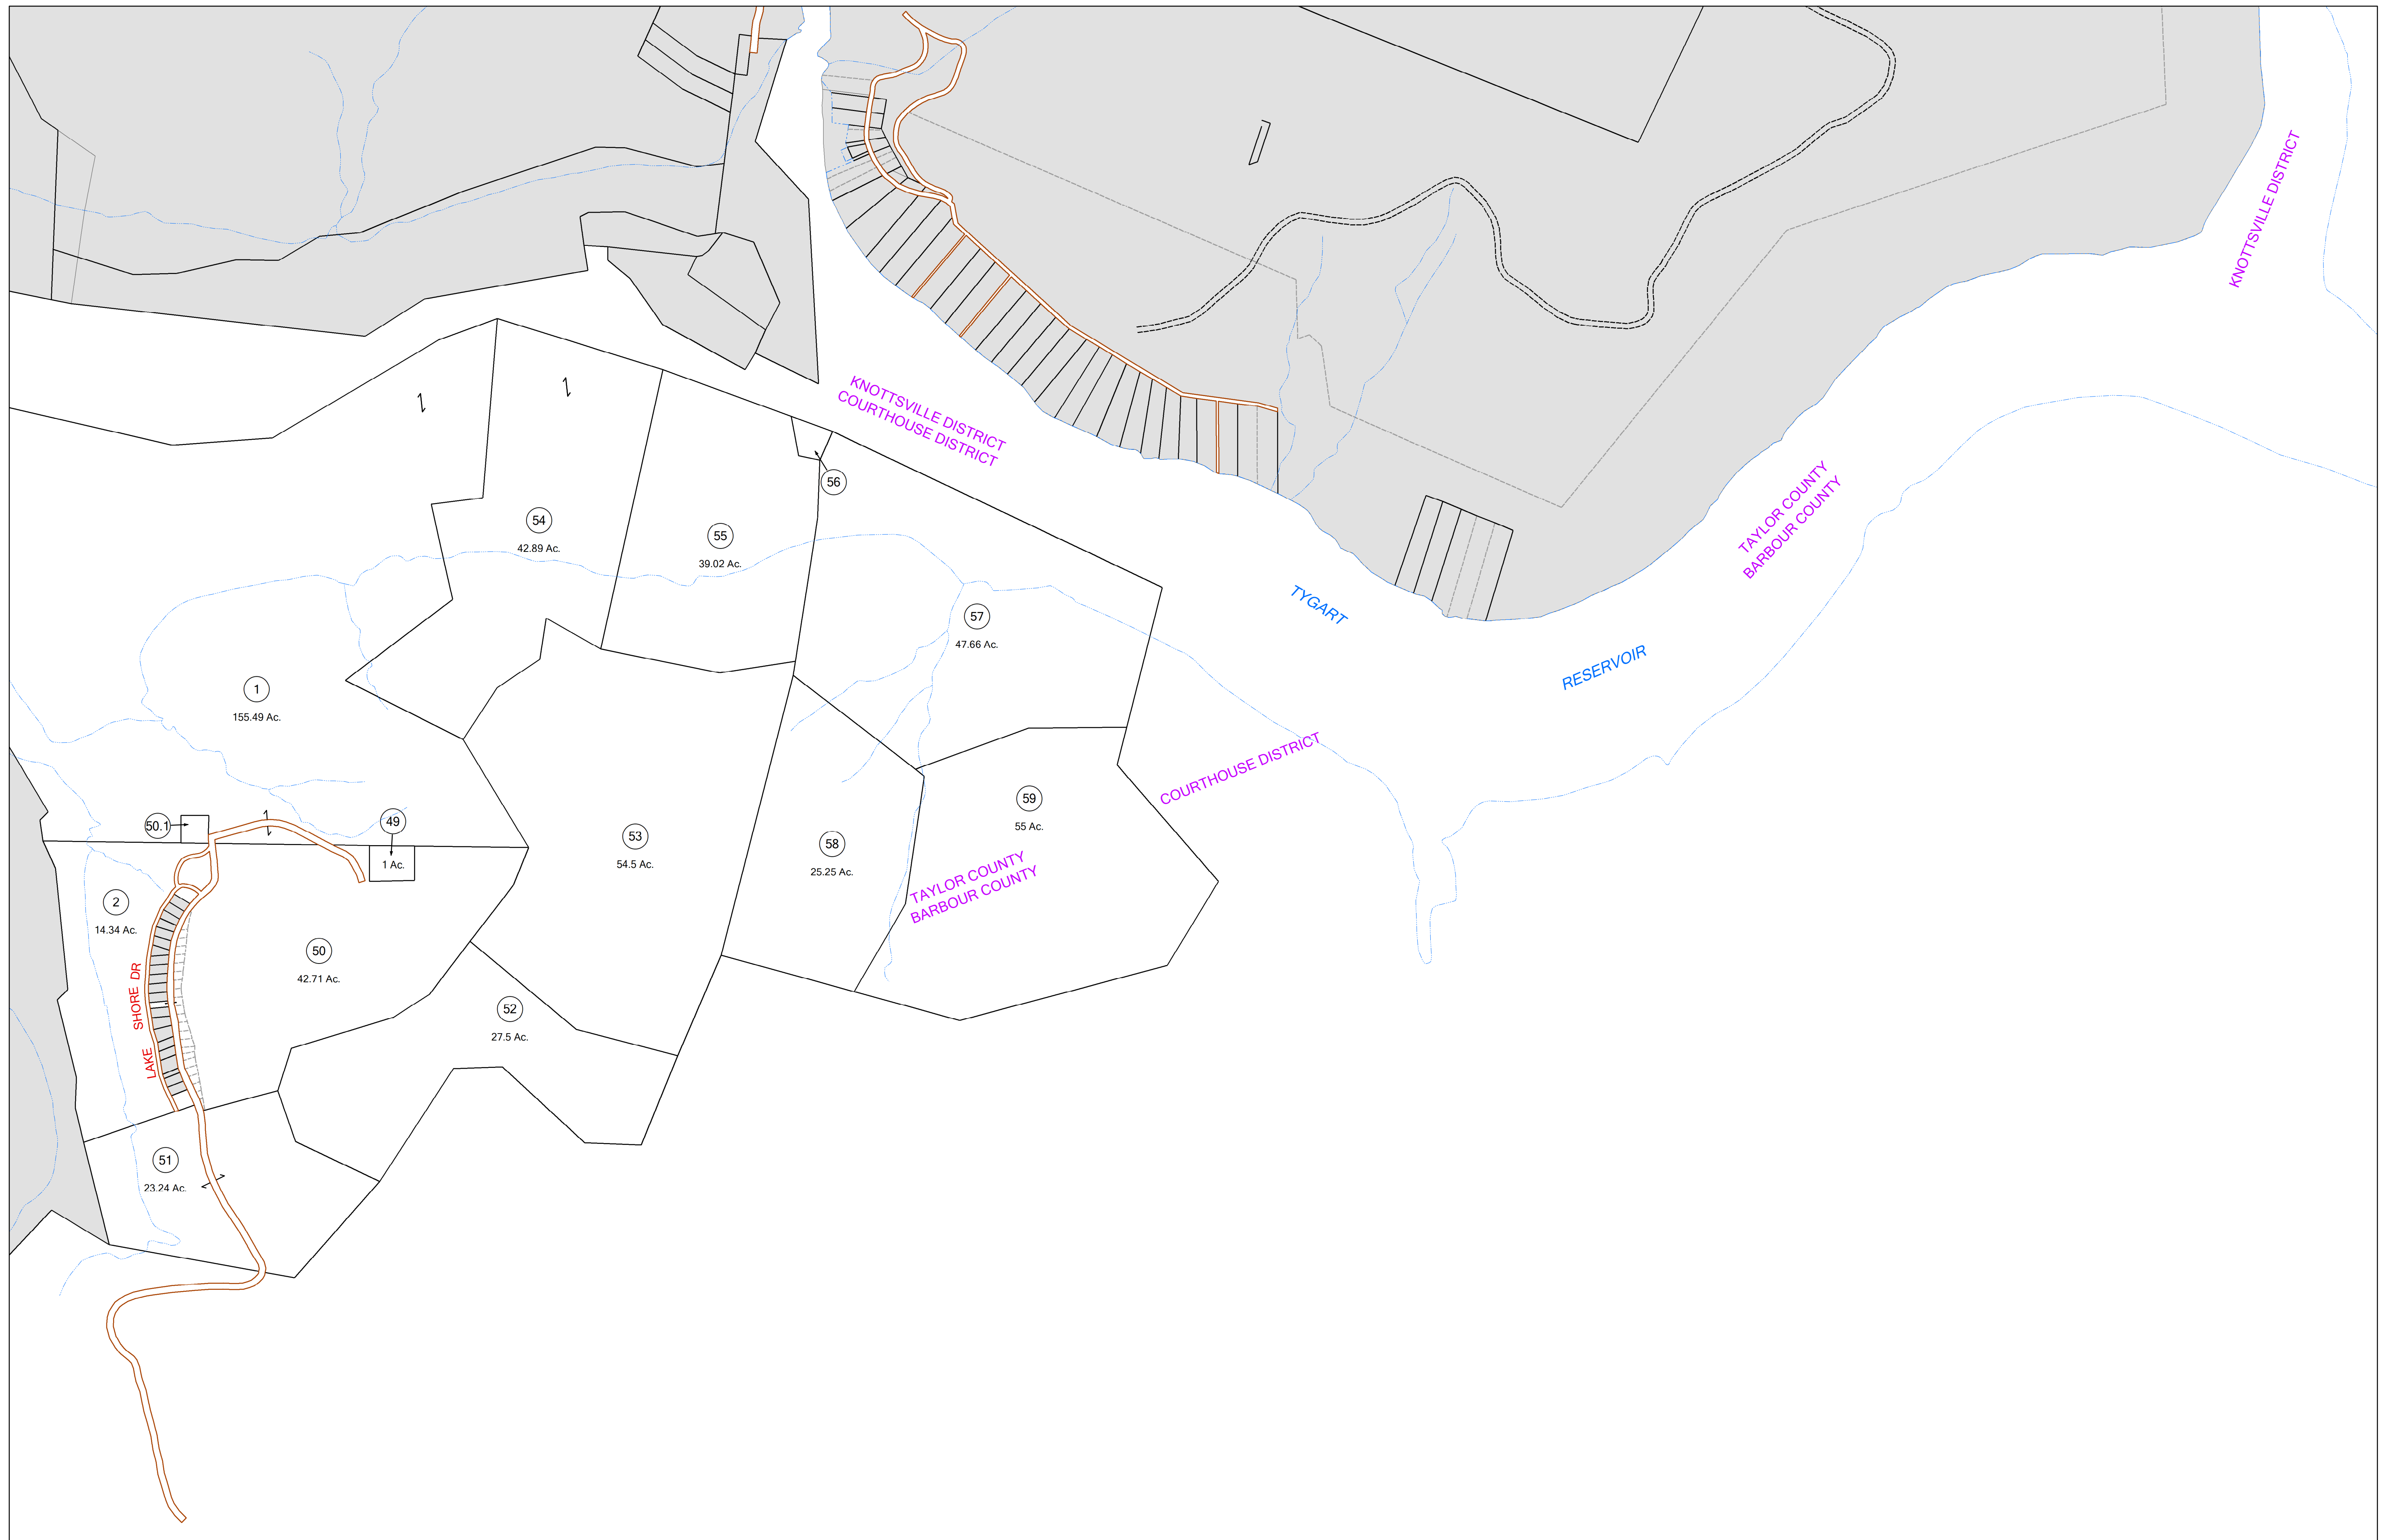 KNOTTSVILLE DISTRICT
KNOTTSVILLE DISTRICT
COURTHOUSE DISTRICT
56
54
42.89 Ac.
55
39.02 Ac.
TAYLOR COUNTY
BARBOUR COUNTY
57
47.66 Ac.
TYGART
RESERVOIR
1
155.49 Ac.
COURTHOUSE DISTRICT
50.1
49
1 Ac.
53
54.5 Ac.
58
25.25 Ac.
59
55 Ac.
TAYLOR COUNTY
BARBOUR COUNTY
2
14.34 Ac.
50
42.71 Ac.
LAKE SHORE DR
52
27.5 Ac.
51
23.24 Ac.